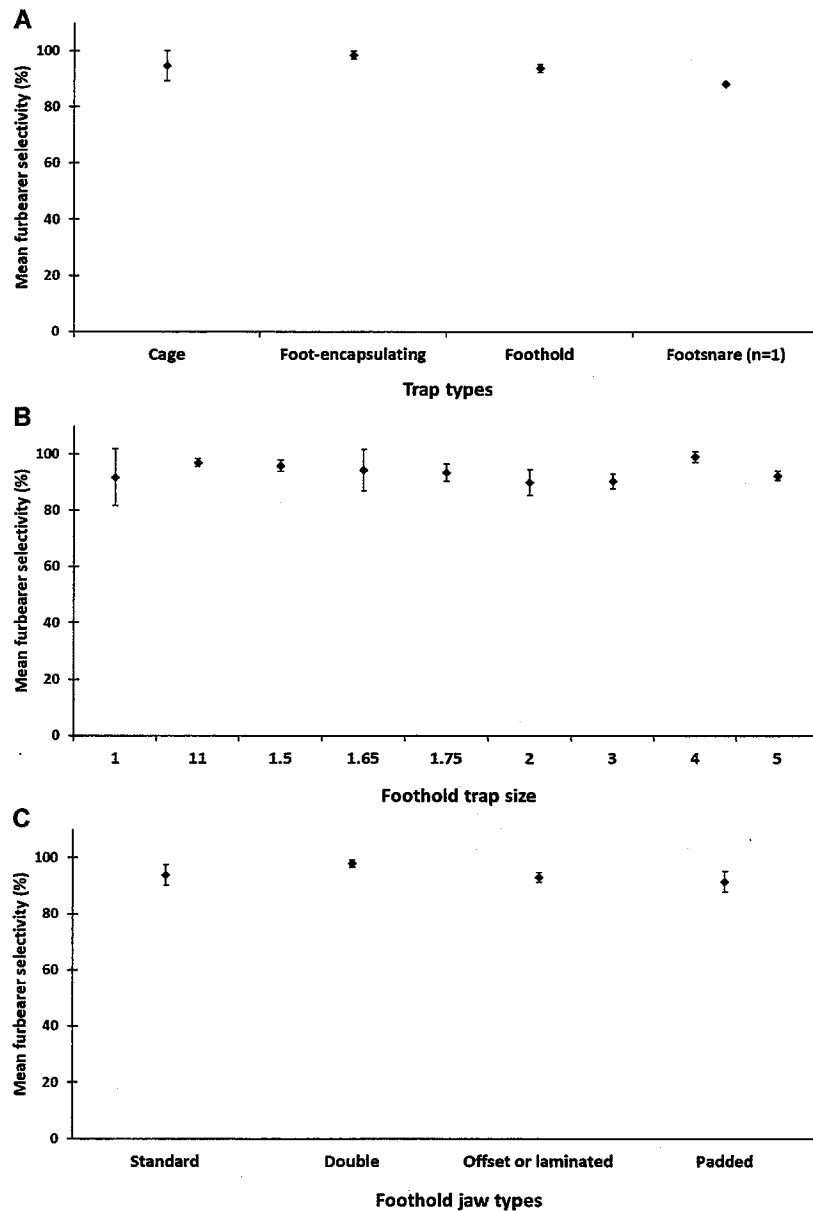 A
Mean furbearer selectivity (%)
100
80
60
40
20
0
Cage Foot-encapsulating Foothold Footsnare (n=1)
Trap types
B
Mean furbearer selectivity (%)
100
80
60
40
20
0
1 11 1.5 1.65 1.75 2 3 4 5
Foothold trap size
C
Mean furbearer selectivity (%)
100
80
60
40
20
0
Standard Double Offset or laminated Padded
Foothold jaw types